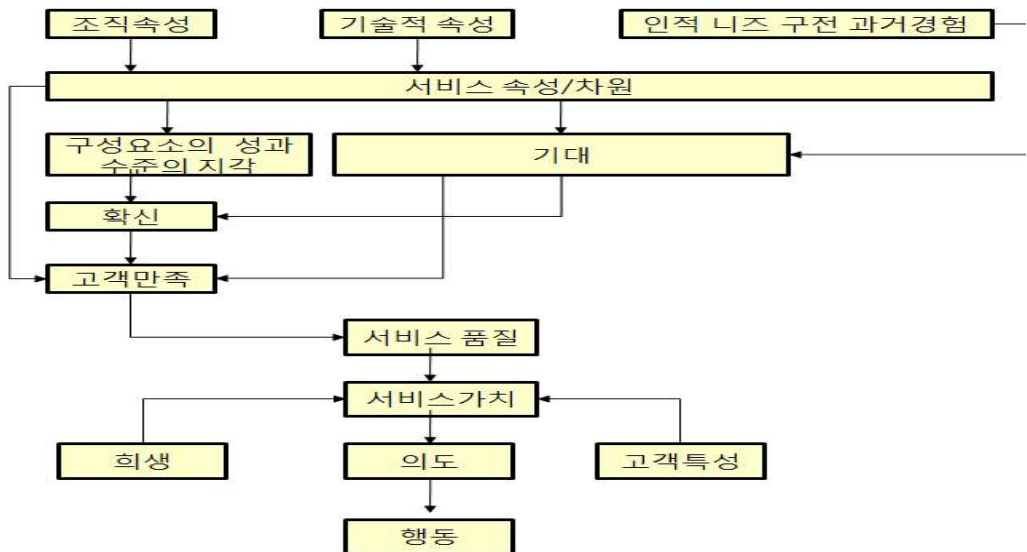 조직속성
기술적 속성
인적 니즈 구전 과거경험
서비스 속성/차원
구성요소의 성과
수준의 지각
기대
확신
고객만족
서비스 품질
서비스가치
희생
의도
고객특성
행동